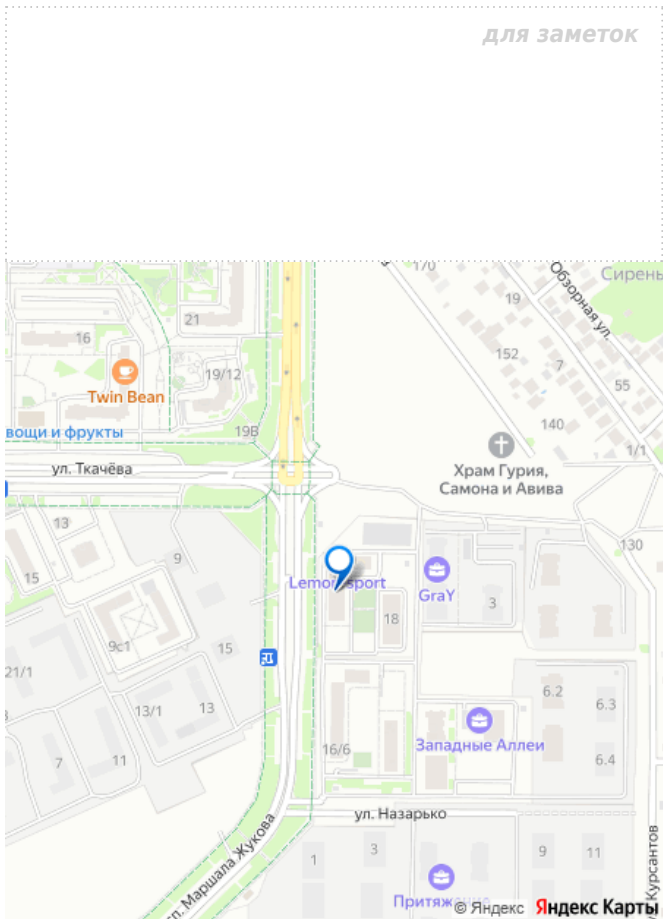 для заметок
170
Обзорная ул.
Сирень
19
21
16
152
7
19/12
55
Twin Bean
140
19В
вощи и фрукты
1/1
ул. Ткачёва
Храм Гурия,
Самона и Авива
13
9
130
15
Lemon sport
GraY
3
18
9с1
15
21/1
13/1
13
6.2
6.3
16/6
Западные Аллеи
7
11
6.4
ул. Назарько
Маршала Жукова
1
3
9
11
Курсантов
© Яндекс
Яндекс Карты